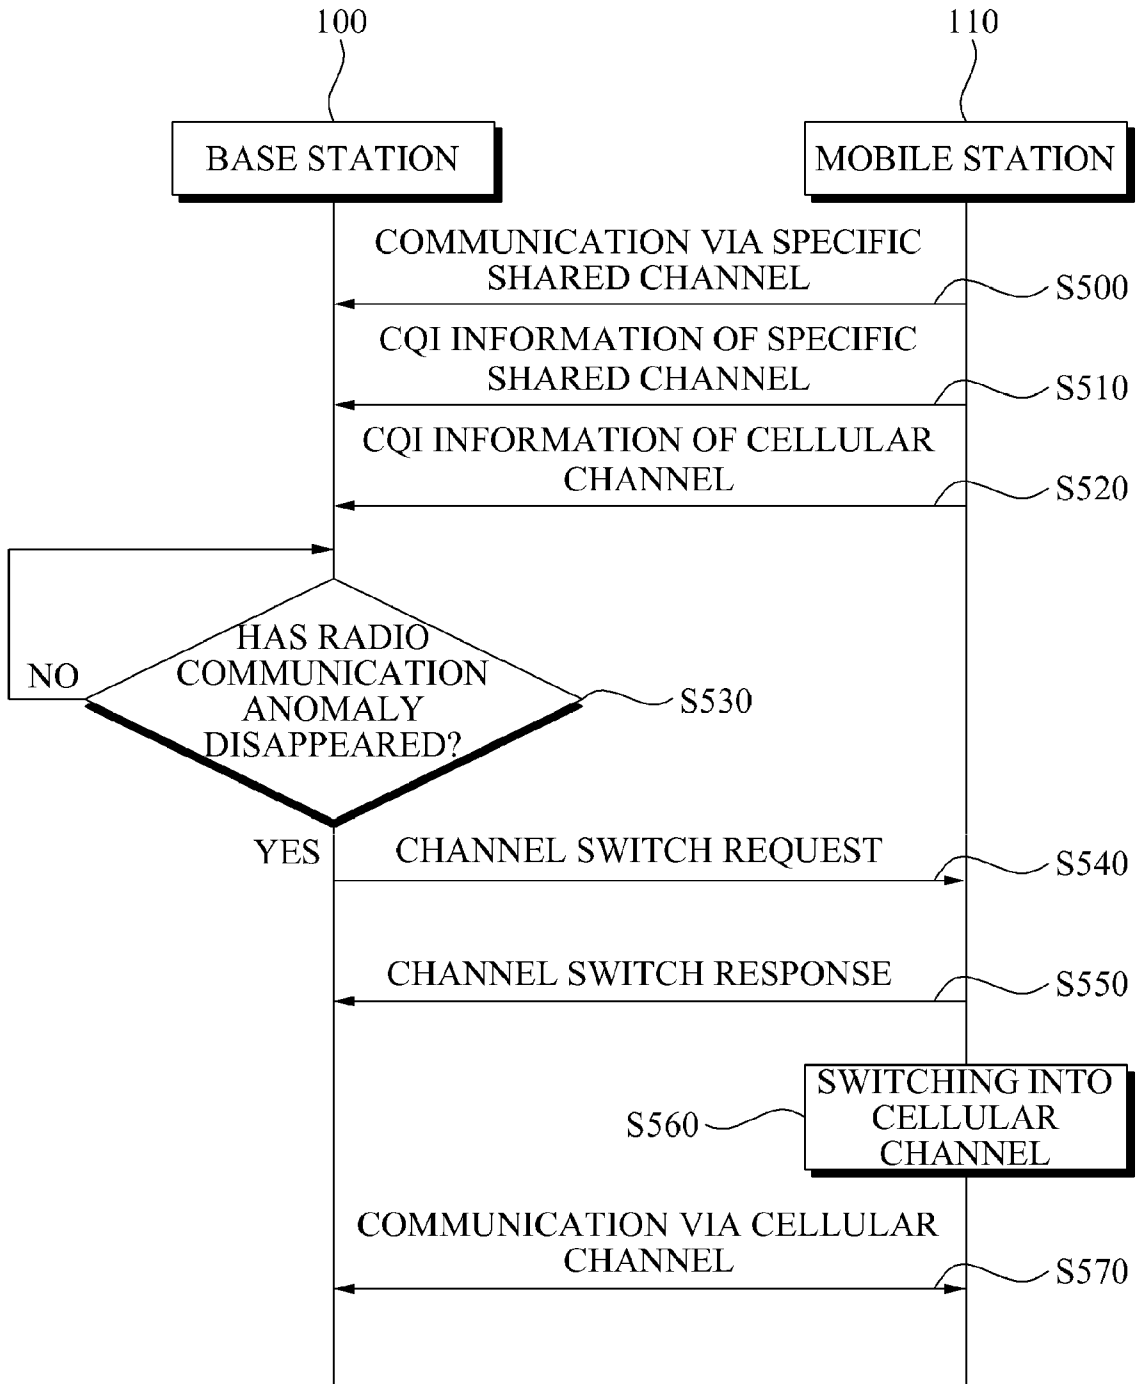 100
110
BASE STATION
MOBILE STATION
COMMUNICATION VIA SPECIFIC
SHARED CHANNEL
S500
CQI INFORMATION OF SPECIFIC
SHARED CHANNEL
S510
CQI INFORMATION OF CELLULAR
CHANNEL
S520
HAS RADIO
COMMUNICATION
ANOMALY
DISAPPEARED?
NO
S530
YES
CHANNEL SWITCH REQUEST
S540
CHANNEL SWITCH RESPONSE
S550
SWITCHING INTO
CELLULAR
CHANNEL
S560
COMMUNICATION VIA CELLULAR
CHANNEL
S570